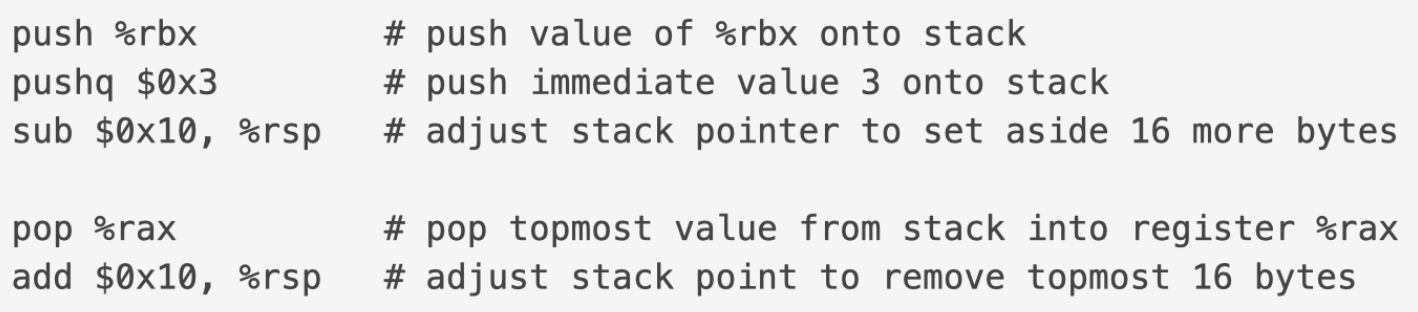 push %rbx         # push value of %rbx onto stack
pushq $0x3        # push immediate value 3 onto stack
sub $0x10, %rsp   # adjust stack pointer to set aside 16 more bytes
pop %rax          # pop topmost value from stack into register %rax
add $0x10, %rsp   # adjust stack point to remove topmost 16 bytes